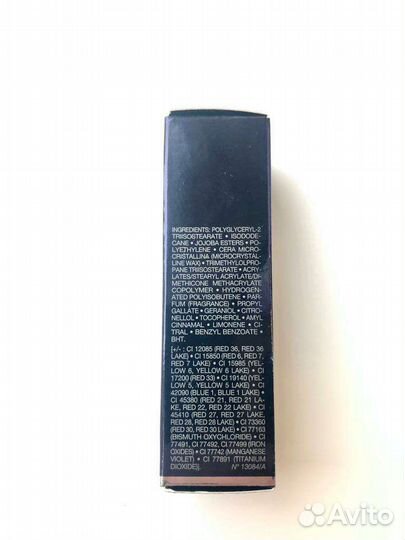 INGREDIENTS: POLYGLYCERYL-2
TRIISOSTEARATE • ISODODE-
CANE • JOJOBA ESTERS • PO-
LYETHYLENE • CERA MICRO-
CRISTALLINA (MICROCRYSTAL-
LINE WAX) • TRIMETHYLOLPRO-
PANE TRIISOSTEARATE • ACRY-
LATES/STEARYL ACRYLATE/DI-
METHICONE METHACRYLATE
COPOLYMER • HYDROGEN-
ATED POLYISOBUTENE • PAR-
FUM (FRAGRANCE) • PROPYL
GALLATE • GERANIOL • CITRO-
NELLOL • TOCOPHEROL • AMYL
CINNAMAL • LIMONENE • CI-
TRAL • BENZYL BENZOATE •
BHT.
[+/- : CI 12085 (RED 36, RED 36
LAKE) • CI 15850 (RED 6, RED 7,
RED 7 LAKE) • CI 15985 (YEL-
LOW 6, YELLOW 6 LAKE) • CI
17200 (RED 33) • CI 19140 (YEL-
LOW 5, YELLOW 5 LAKE) • CI
42090 (BLUE 1, BLUE 1 LAKE) •
CI 45380 (RED 21, RED 21 LA-
KE, RED 22, RED 22 LAKE) • CI
45410 (RED 27, RED 27 LAKE,
RED 28, RED 28 LAKE) • CI 73360
(RED 30, RED 30 LAKE) • CI 77163
(BISMUTH OXYCHLORIDE) • CI
77491, CI 77492, CI 77499 (IRON
OXIDES) • CI 77742 (MANGANESE
VIOLET) • CI 77891 (TITANIUM
DIOXIDE)]. N° 13084/A
Avito